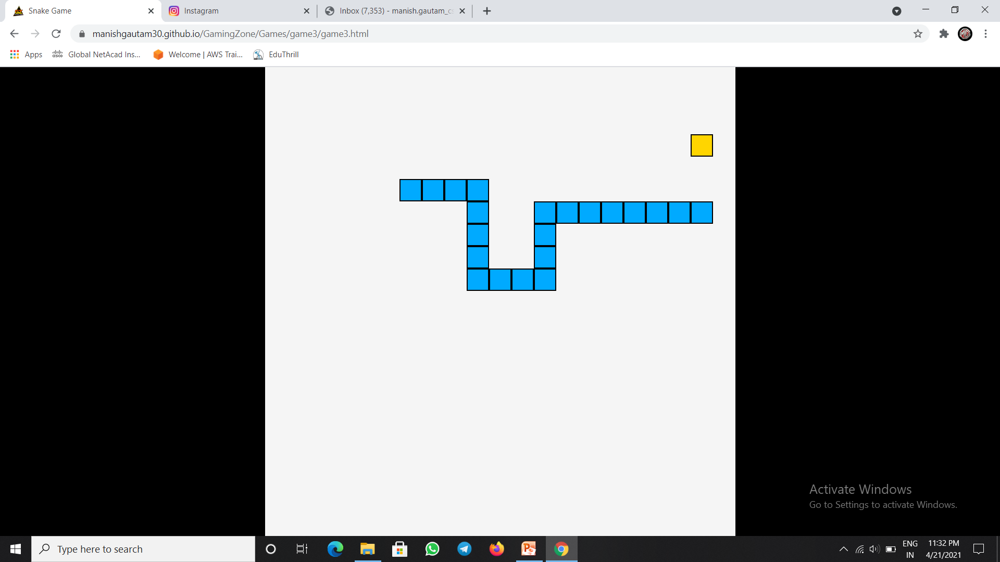 Snake Game
Instagram
Inbox (7,353) - manish.gautam_cs
manishgautam30.github.io/GamingZone/Games/game3/game3.html
Apps
cisco
Global NetAcad Ins...
Welcome | AWS Trai...
EduThrill
Activate Windows
Go to Settings to activate Windows.
Type here to search
ENG
IN
11:32 PM
4/21/2021